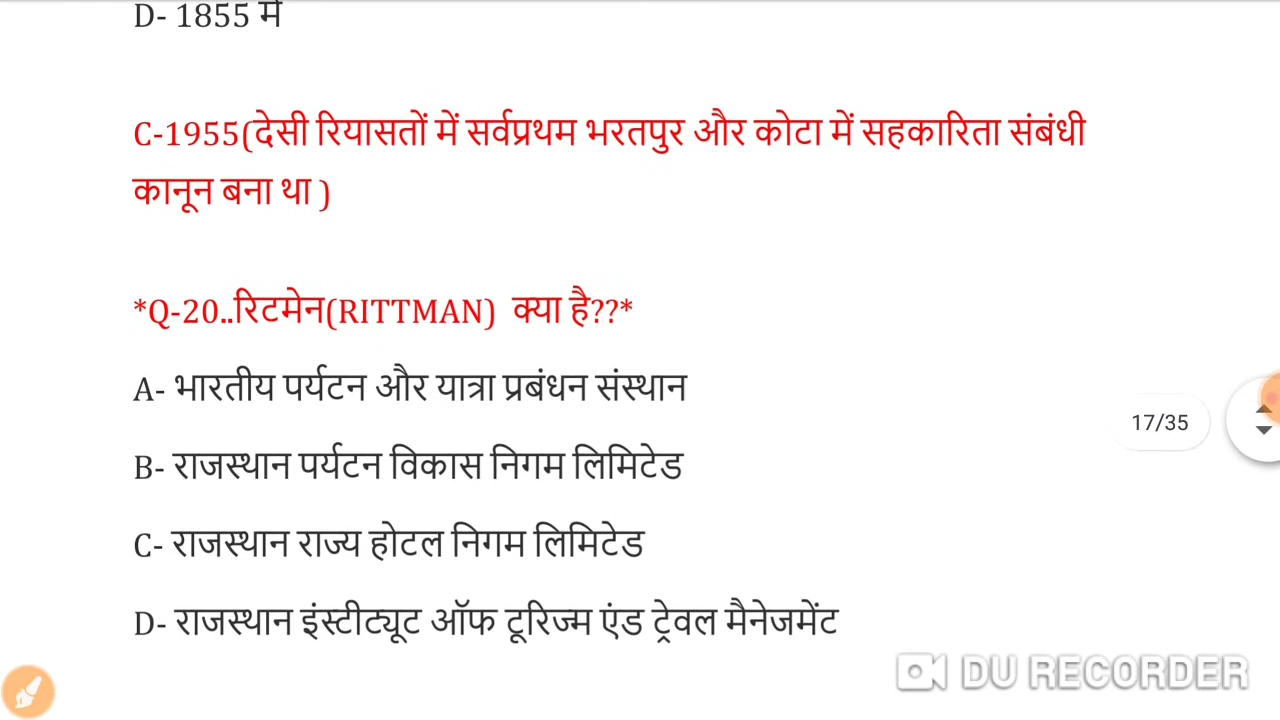 D- 1855 में
C-1955(देसी रियासतों में सर्वप्रथम भरतपुर और कोटा में सहकारिता संबंधी
कानून बना था )
*Q-20..रिटमेन(RITTMAN) क्या है??*
A- भारतीय पर्यटन और यात्रा प्रबंधन संस्थान
B- राजस्थान पर्यटन विकास निगम लिमिटेड
17/35
C- राजस्थान राज्य होटल निगम लिमिटेड
D- राजस्थान इंस्टीट्यूट ऑफ टूरिज्म एंड ट्रेवल मैनेजमेंट
DU RECORDER